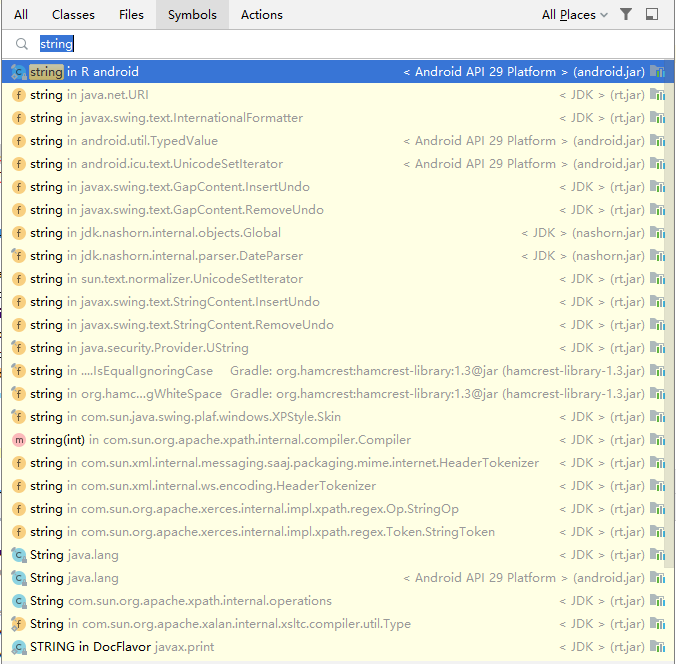 All Classes Files Symbols Actions All Places
string
string in R android < Android API 29 Platform > (android.jar)
string in java.net.URI < JDK > (rt.jar)
string in javax.swing.text.InternationalFormatter < JDK > (rt.jar)
string in android.util.TypedValue < Android API 29 Platform > (android.jar)
string in android.icu.text.UnicodeSetIterator < Android API 29 Platform > (android.jar)
string in javax.swing.text.GapContent.InsertUndo < JDK > (rt.jar)
string in javax.swing.text.GapContent.RemoveUndo < JDK > (rt.jar)
string in jdk.nashorn.internal.objects.Global < JDK > (nashorn.jar)
string in jdk.nashorn.internal.parser.DateParser < JDK > (nashorn.jar)
string in sun.text.normalizer.UnicodeSetIterator < JDK > (rt.jar)
string in javax.swing.text.StringContent.InsertUndo < JDK > (rt.jar)
string in javax.swing.text.StringContent.RemoveUndo < JDK > (rt.jar)
string in java.security.Provider.UString < JDK > (rt.jar)
string in ....IsEqualIgnoringCase Gradle: org.hamcrest:hamcrest-library:1.3@jar (hamcrest-library-1.3.jar)
string in org.hamc...gWhiteSpace Gradle: org.hamcrest:hamcrest-library:1.3@jar (hamcrest-library-1.3.jar)
string in com.sun.java.swing.plaf.windows.XPStyle.Skin < JDK > (rt.jar)
string(int) in com.sun.org.apache.xpath.internal.compiler.Compiler < JDK > (rt.jar)
string in com.sun.xml.internal.messaging.saaj.packaging.mime.internet.HeaderTokenizer < JDK > (rt.jar)
string in com.sun.xml.internal.ws.encoding.HeaderTokenizer < JDK > (rt.jar)
string in com.sun.org.apache.xerces.internal.impl.xpath.regex.Op.StringOp < JDK > (rt.jar)
string in com.sun.org.apache.xerces.internal.impl.xpath.regex.Token.StringToken < JDK > (rt.jar)
String java.lang < JDK > (rt.jar)
String java.lang < Android API 29 Platform > (android.jar)
String com.sun.org.apache.xpath.internal.operations < JDK > (rt.jar)
String in com.sun.org.apache.xalan.internal.xsltc.compiler.util.Type < JDK > (rt.jar)
STRING in DocFlavor javax.print < JDK > (rt.jar)